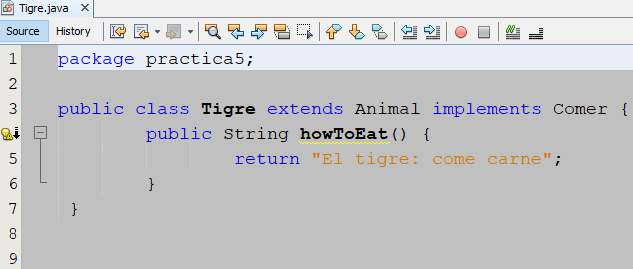 Tigre.java
Source History
1 package practica5;
2
3 public class Tigre extends Animal implements Comer {
public String howToEat() {
5 return "El tigre: come carne";
6 }
7 }
8
9